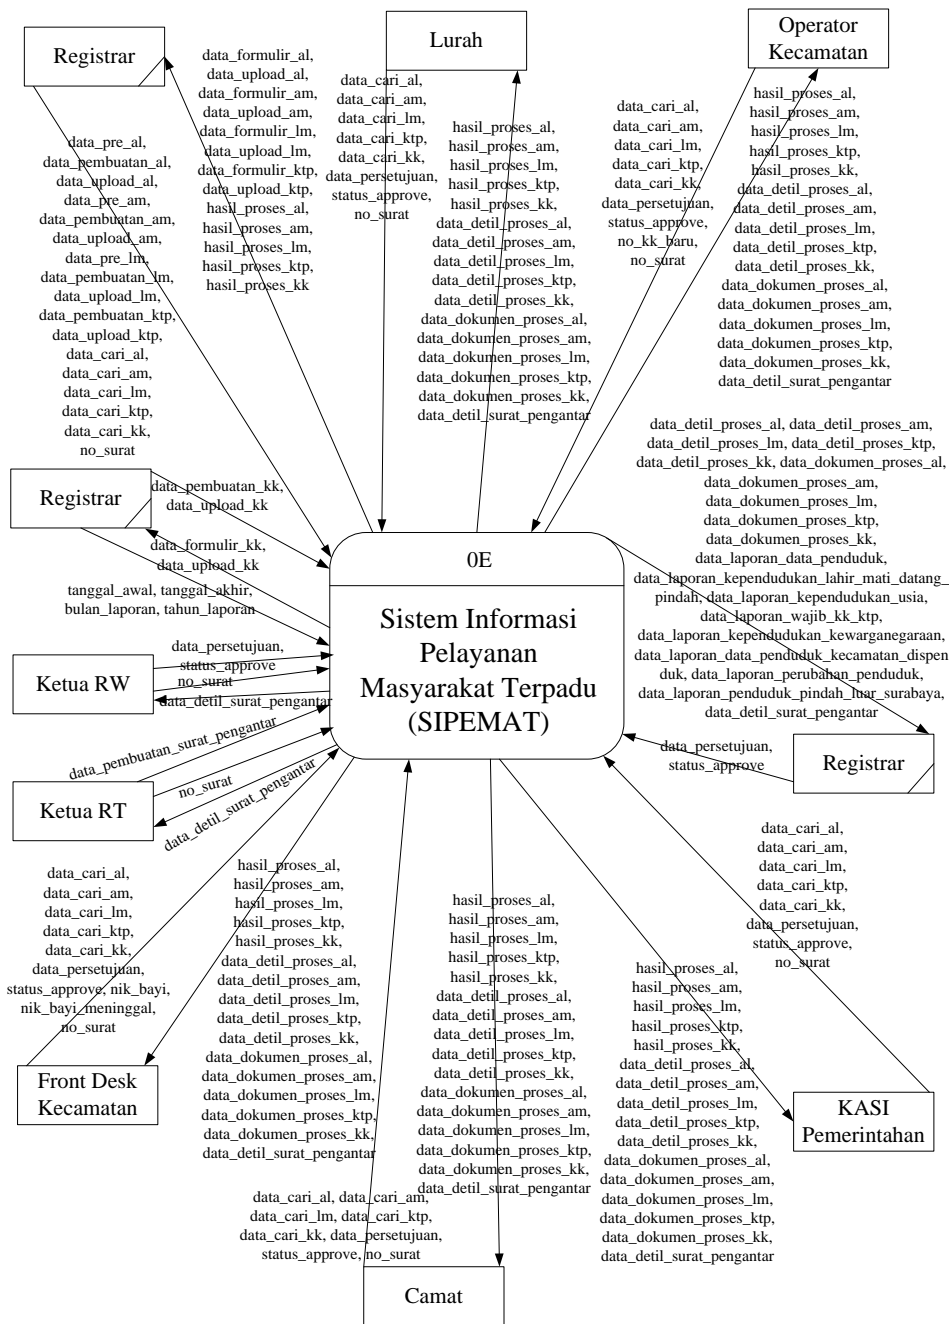 Registrar
data_formulir_al,
data_upload_al,
data_formulir_am,
data_upload_am,
data_formulir_lm,
data_upload_lm,
data_formulir_ktp,
data_upload_ktp,
hasil_proses_al,
hasil_proses_am,
hasil_proses_lm,
hasil_proses_ktp,
hasil_proses_kk
data_pre_al,
data_pembuatan_al,
data_upload_al,
data_pre_am,
data_pembuatan_am,
data_upload_am,
data_pre_lm,
data_pembuatan_lm,
data_upload_lm,
data_pembuatan_ktp,
data_upload_ktp,
data_cari_al,
data_cari_am,
data_cari_lm,
data_cari_ktp,
data_cari_kk,
no_surat
Lurah
data_cari_al,
data_cari_am,
data_cari_lm,
data_cari_ktp,
data_cari_kk,
data_persetujuan,
status_approve,
no_surat
hasil_proses_al,
hasil_proses_am,
hasil_proses_lm,
hasil_proses_ktp,
hasil_proses_kk,
data_detil_proses_al,
data_detil_proses_am,
data_detil_proses_lm,
data_detil_proses_ktp,
data_detil_proses_kk,
data_dokumen_proses_al,
data_dokumen_proses_am,
data_dokumen_proses_lm,
data_dokumen_proses_ktp,
data_dokumen_proses_kk,
data_detil_surat_pengantar
Operator
Kecamatan
data_cari_al,
data_cari_am,
data_cari_lm,
data_cari_ktp,
data_cari_kk,
data_persetujuan,
status_approve,
no_kk_baru,
no_surat
hasil_proses_al,
hasil_proses_am,
hasil_proses_lm,
hasil_proses_ktp,
hasil_proses_kk,
data_detil_proses_al,
data_detil_proses_am,
data_detil_proses_lm,
data_detil_proses_ktp,
data_detil_proses_kk,
data_dokumen_proses_al,
data_dokumen_proses_am,
data_dokumen_proses_lm,
data_dokumen_proses_ktp,
data_dokumen_proses_kk,
data_detil_surat_pengantar
Registrar
data_pembuatan_kk,
data_upload_kk
data_formulir_kk,
data_upload_kk
tanggal_awal, tanggal_akhir,
bulan_laporan, tahun_laporan
0E
Sistem Informasi
Pelayanan
Masyarakat Terpadu
(SIPEMAT)
data_detil_proses_al, data_detil_proses_am,
data_detil_proses_lm, data_detil_proses_ktp,
data_detil_proses_kk, data_dokumen_proses_al,
data_dokumen_proses_am,
data_dokumen_proses_lm,
data_dokumen_proses_ktp,
data_dokumen_proses_kk,
data_laporan_data_penduduk,
data_laporan_kependudukan_lahir_mati_datang_
pindah, data_laporan_kependudukan_usia,
data_laporan_wajib_kk_ktp,
data_laporan_kependudukan_kewarganegaraan,
data_laporan_data_penduduk_kecamatan_dispen
duk, data_laporan_perubahan_penduduk,
data_laporan_penduduk_pindah_luar_surabaya,
data_detil_surat_pengantar
Registrar
data_persetujuan,
status_approve
Ketua RW
data_persetujuan,
status_approve
no_surat
data_detil_surat_pengantar
Ketua RT
data_pembuatan_surat_pengantar
no_surat
data_detil_surat_pengantar
data_cari_al,
data_cari_am,
data_cari_lm,
data_cari_ktp,
data_cari_kk,
data_persetujuan,
status_approve, nik_bayi,
nik_bayi_meninggal,
no_surat
Front Desk
Kecamatan
hasil_proses_al,
hasil_proses_am,
hasil_proses_lm,
hasil_proses_ktp,
hasil_proses_kk,
data_detil_proses_al,
data_detil_proses_am,
data_detil_proses_lm,
data_detil_proses_ktp,
data_detil_proses_kk,
data_dokumen_proses_al,
data_dokumen_proses_am,
data_dokumen_proses_lm,
data_dokumen_proses_ktp,
data_dokumen_proses_kk,
data_detil_surat_pengantar
data_cari_al, data_cari_am,
data_cari_lm, data_cari_ktp,
data_cari_kk, data_persetujuan,
status_approve, no_surat
hasil_proses_al,
hasil_proses_am,
hasil_proses_lm,
hasil_proses_ktp,
hasil_proses_kk,
data_detil_proses_al,
data_detil_proses_am,
data_detil_proses_lm,
data_detil_proses_ktp,
data_detil_proses_kk,
data_dokumen_proses_al,
data_dokumen_proses_am,
data_dokumen_proses_lm,
data_dokumen_proses_ktp,
data_dokumen_proses_kk,
data_detil_surat_pengantar
Camat
hasil_proses_al,
hasil_proses_am,
hasil_proses_lm,
hasil_proses_ktp,
hasil_proses_kk,
data_detil_proses_al,
data_detil_proses_am,
data_detil_proses_lm,
data_detil_proses_ktp,
data_detil_proses_kk,
data_dokumen_proses_al,
data_dokumen_proses_am,
data_dokumen_proses_lm,
data_dokumen_proses_ktp,
data_dokumen_proses_kk,
data_detil_surat_pengantar
data_cari_al,
data_cari_am,
data_cari_lm,
data_cari_ktp,
data_cari_kk,
data_persetujuan,
status_approve,
no_surat
KASI
Pemerintahan